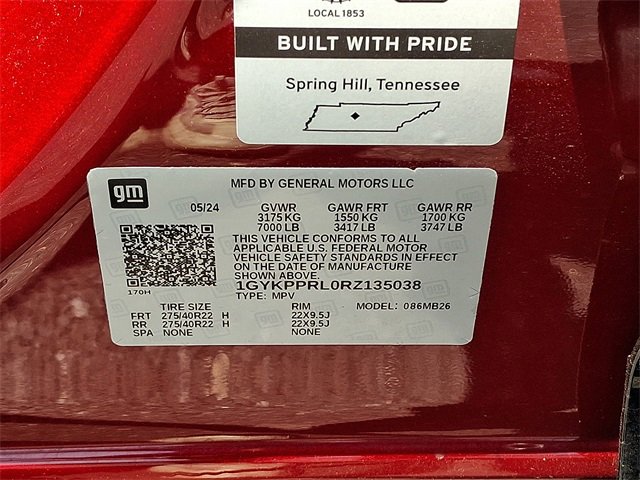 LOCAL 1853
BUILT WITH PRIDE
Spring Hill, Tennessee
gm
MFD BY GENERAL MOTORS LLC
05/24 GVWR GAWR FRT GAWR RR
3175 KG 1550 KG 1700 KG
7000 LB 3417 LB 3747 LB
THIS VEHICLE CONFORMS TO ALL
APPLICABLE U.S. FEDERAL MOTOR
VEHICLE SAFETY STANDARDS IN EFFECT
ON THE DATE OF MANUFACTURE
SHOWN ABOVE.
1GYKPPRL0RZ135038
170H TYPE: MPV
TIRE SIZE RIM MODEL: 086MB26
FRT 275/40R22 H 22X9.5J
RR 275/40R22 H 22X9.5J
SPA NONE NONE